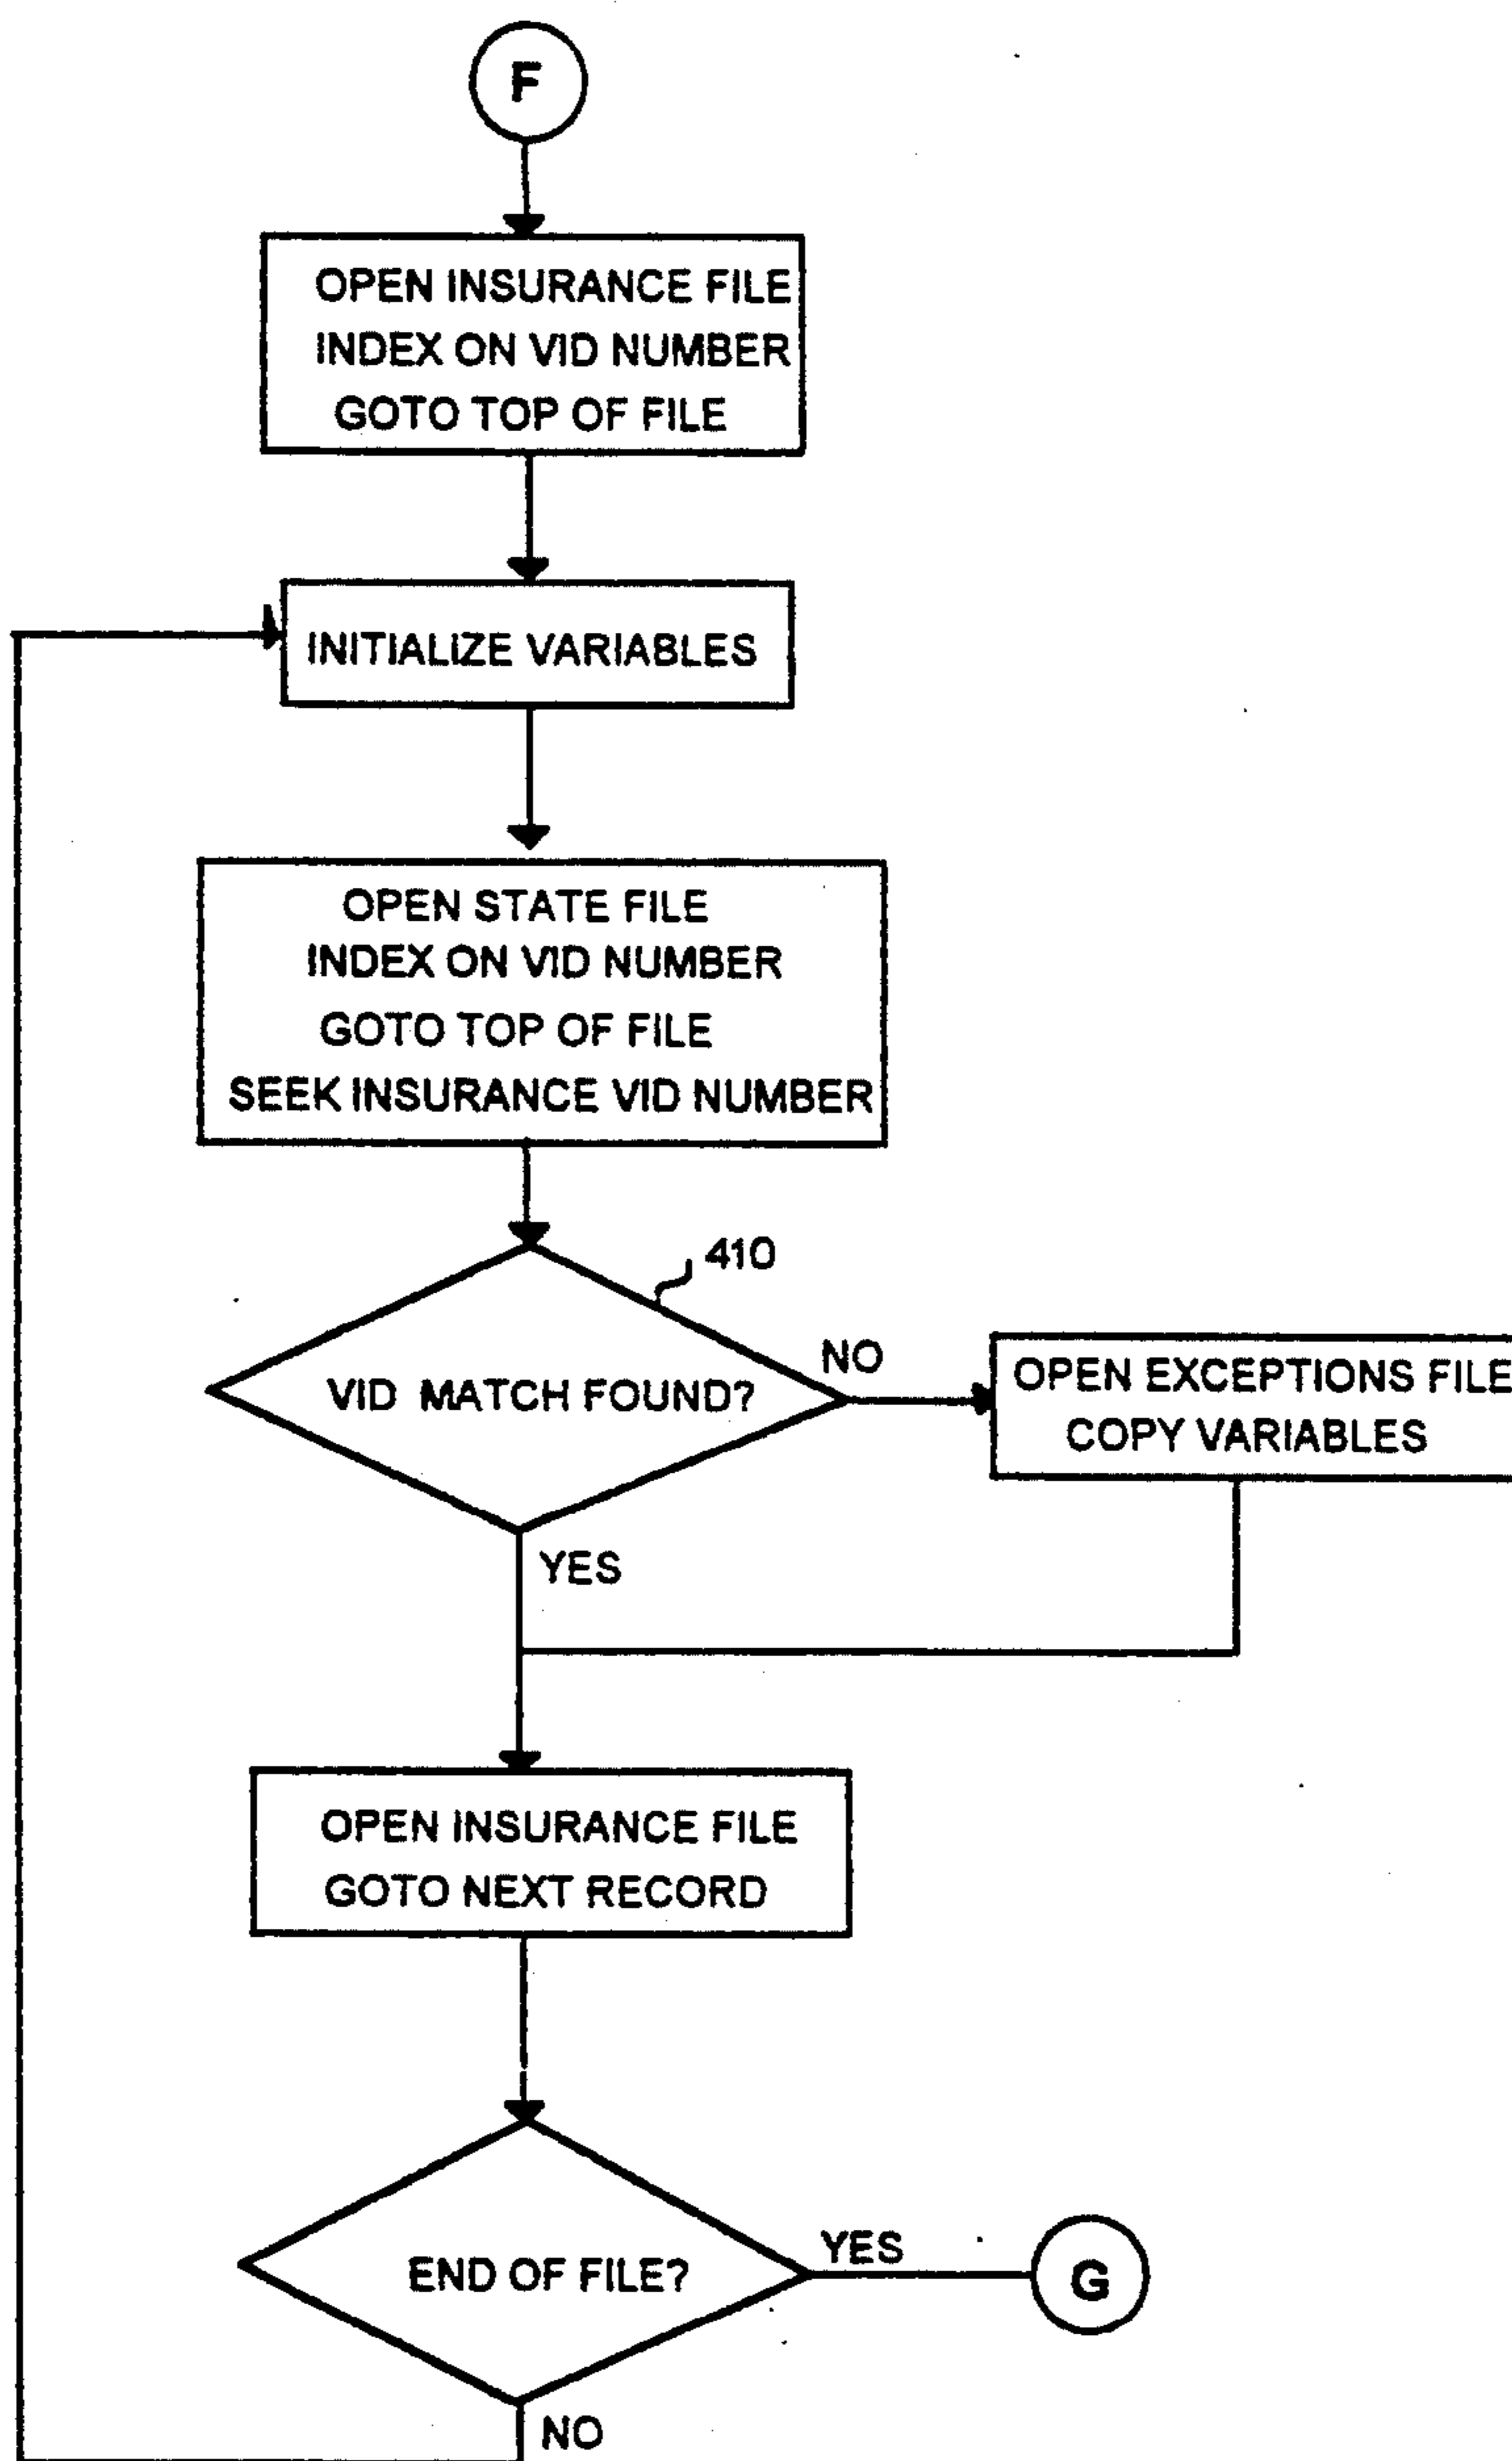 F
OPEN INSURANCE FILE
INDEX ON VID NUMBER
GOTO TOP OF FILE
INITIALIZE VARIABLES
OPEN STATE FILE
INDEX ON VID NUMBER
GOTO TOP OF FILE
SEEK INSURANCE VID NUMBER
410
VID MATCH FOUND?
NO
OPEN EXCEPTIONS FILE
COPY VARIABLES
YES
OPEN INSURANCE FILE
GOTO NEXT RECORD
END OF FILE?
YES
G
NO